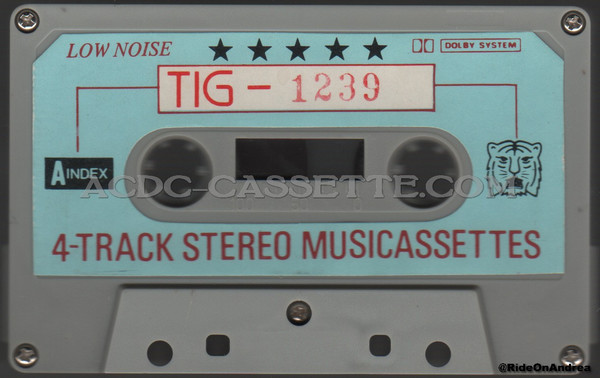 LOW NOISE
DOLBY SYSTEM
TIG - 1239
A INDEX
ACDC-CASSETTE.COM
4-TRACK STEREO MUSICASSETTES
@RideOnAndrea